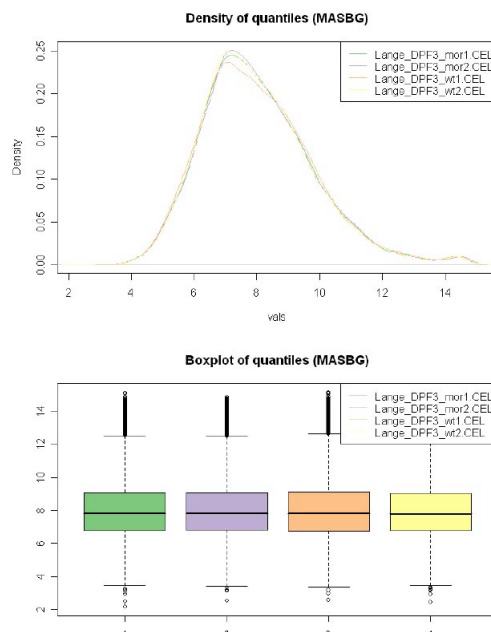 Density of quantiles (MASBG)
Lange_DPF3_mor1.CEL
Lange_DPF3_mor2.CEL
Lange_DPF3_wt1.CEL
Lange_DPF3_wt2.CEL
Density
0.25
0.20
0.15
0.10
0.05
0.00
2 4 6 8 10 12 14
vals
Boxplot of quantiles (MASBG)
Lange_DPF3_mor1.CEL
Lange_DPF3_mor2.CEL
Lange_DPF3_wt1.CEL
Lange_DPF3_wt2.CEL
14
12
10
8
6
4
2